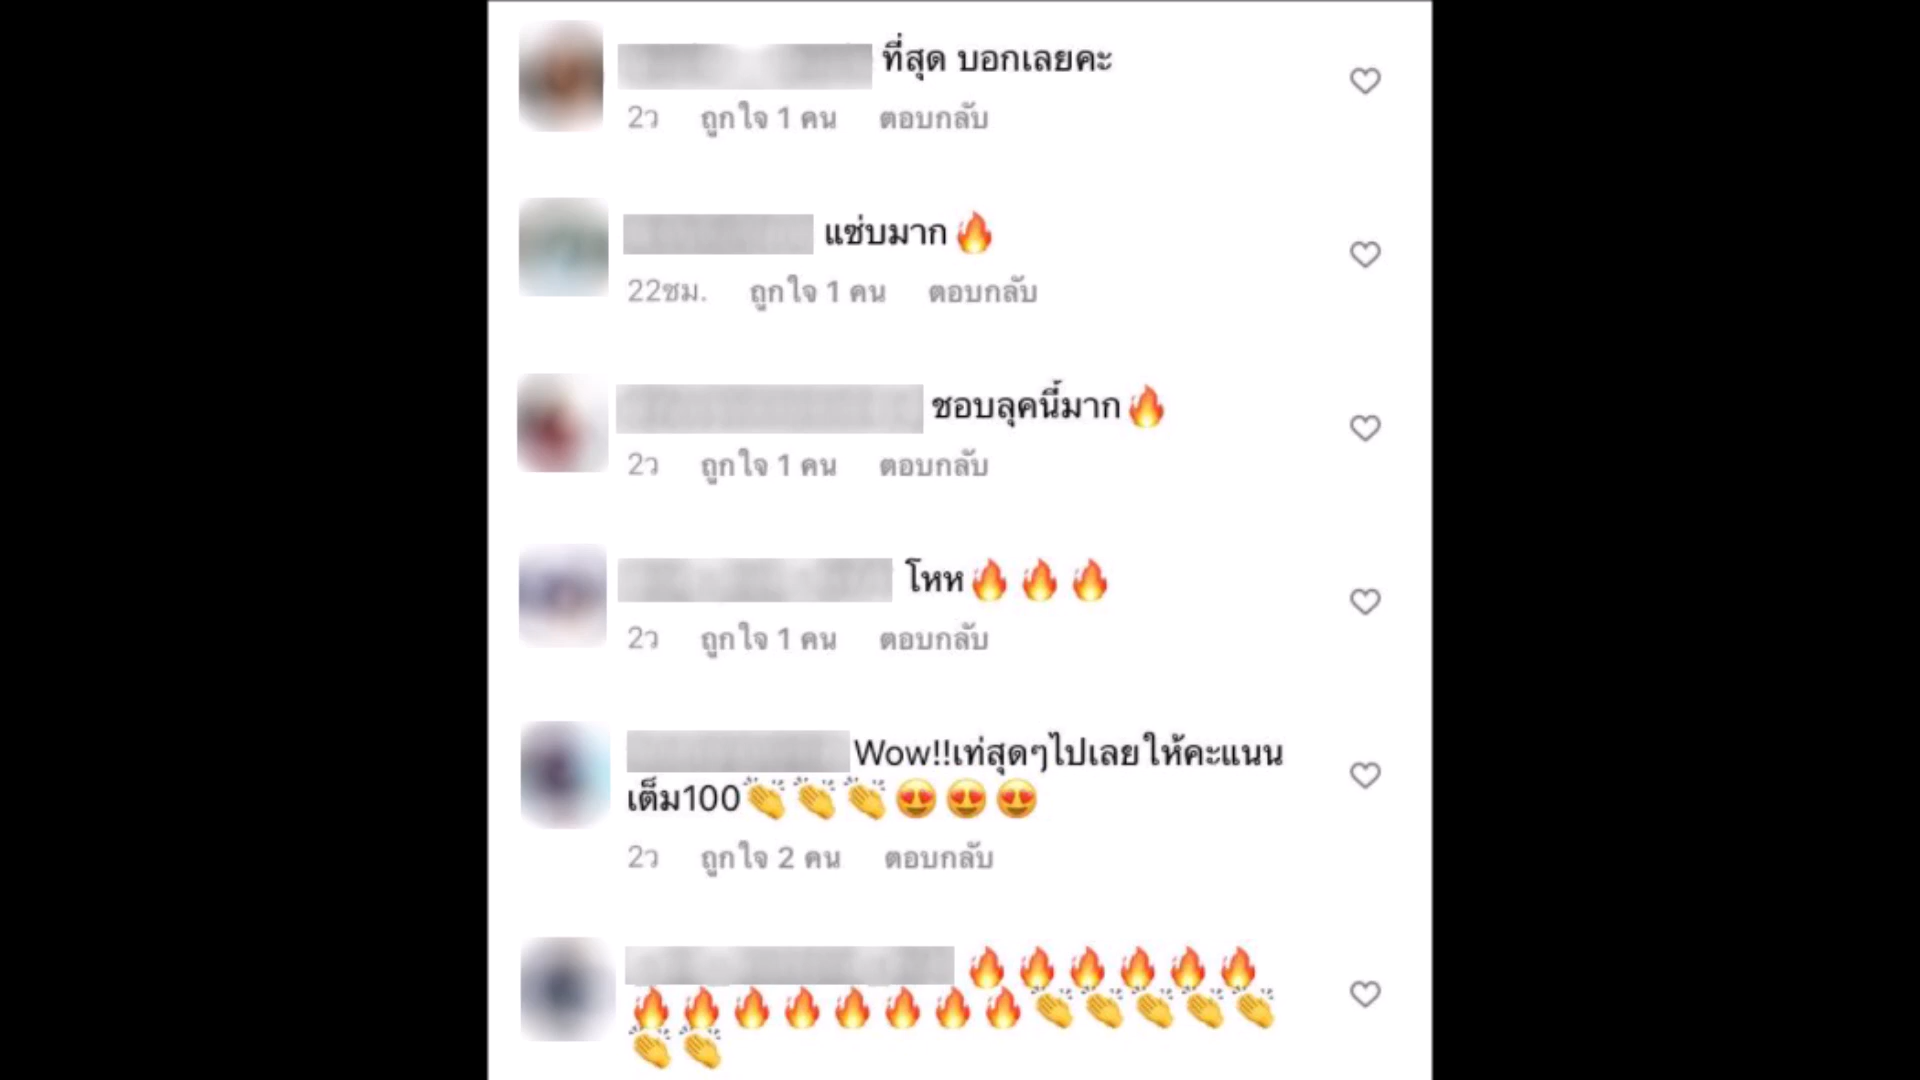 ที่สุด บอกเลยคะ
2ว ถูกใจ 1 คน ตอบกลับ
แซ่บมาก🔥
22ชม. ถูกใจ 1 คน ตอบกลับ
ชอบลุคนี้มาก🔥
2ว ถูกใจ 1 คน ตอบกลับ
โหห🔥🔥🔥
2ว ถูกใจ 1 คน ตอบกลับ
Wow!!เท่สุดๆไปเลยให้คะแนน
เต็ม100👏👏👏😍😍😍
2ว ถูกใจ 2 คน ตอบกลับ
🔥🔥🔥🔥🔥🔥
🔥🔥🔥🔥🔥🔥🔥🔥👏👏👏👏👏
👏👏